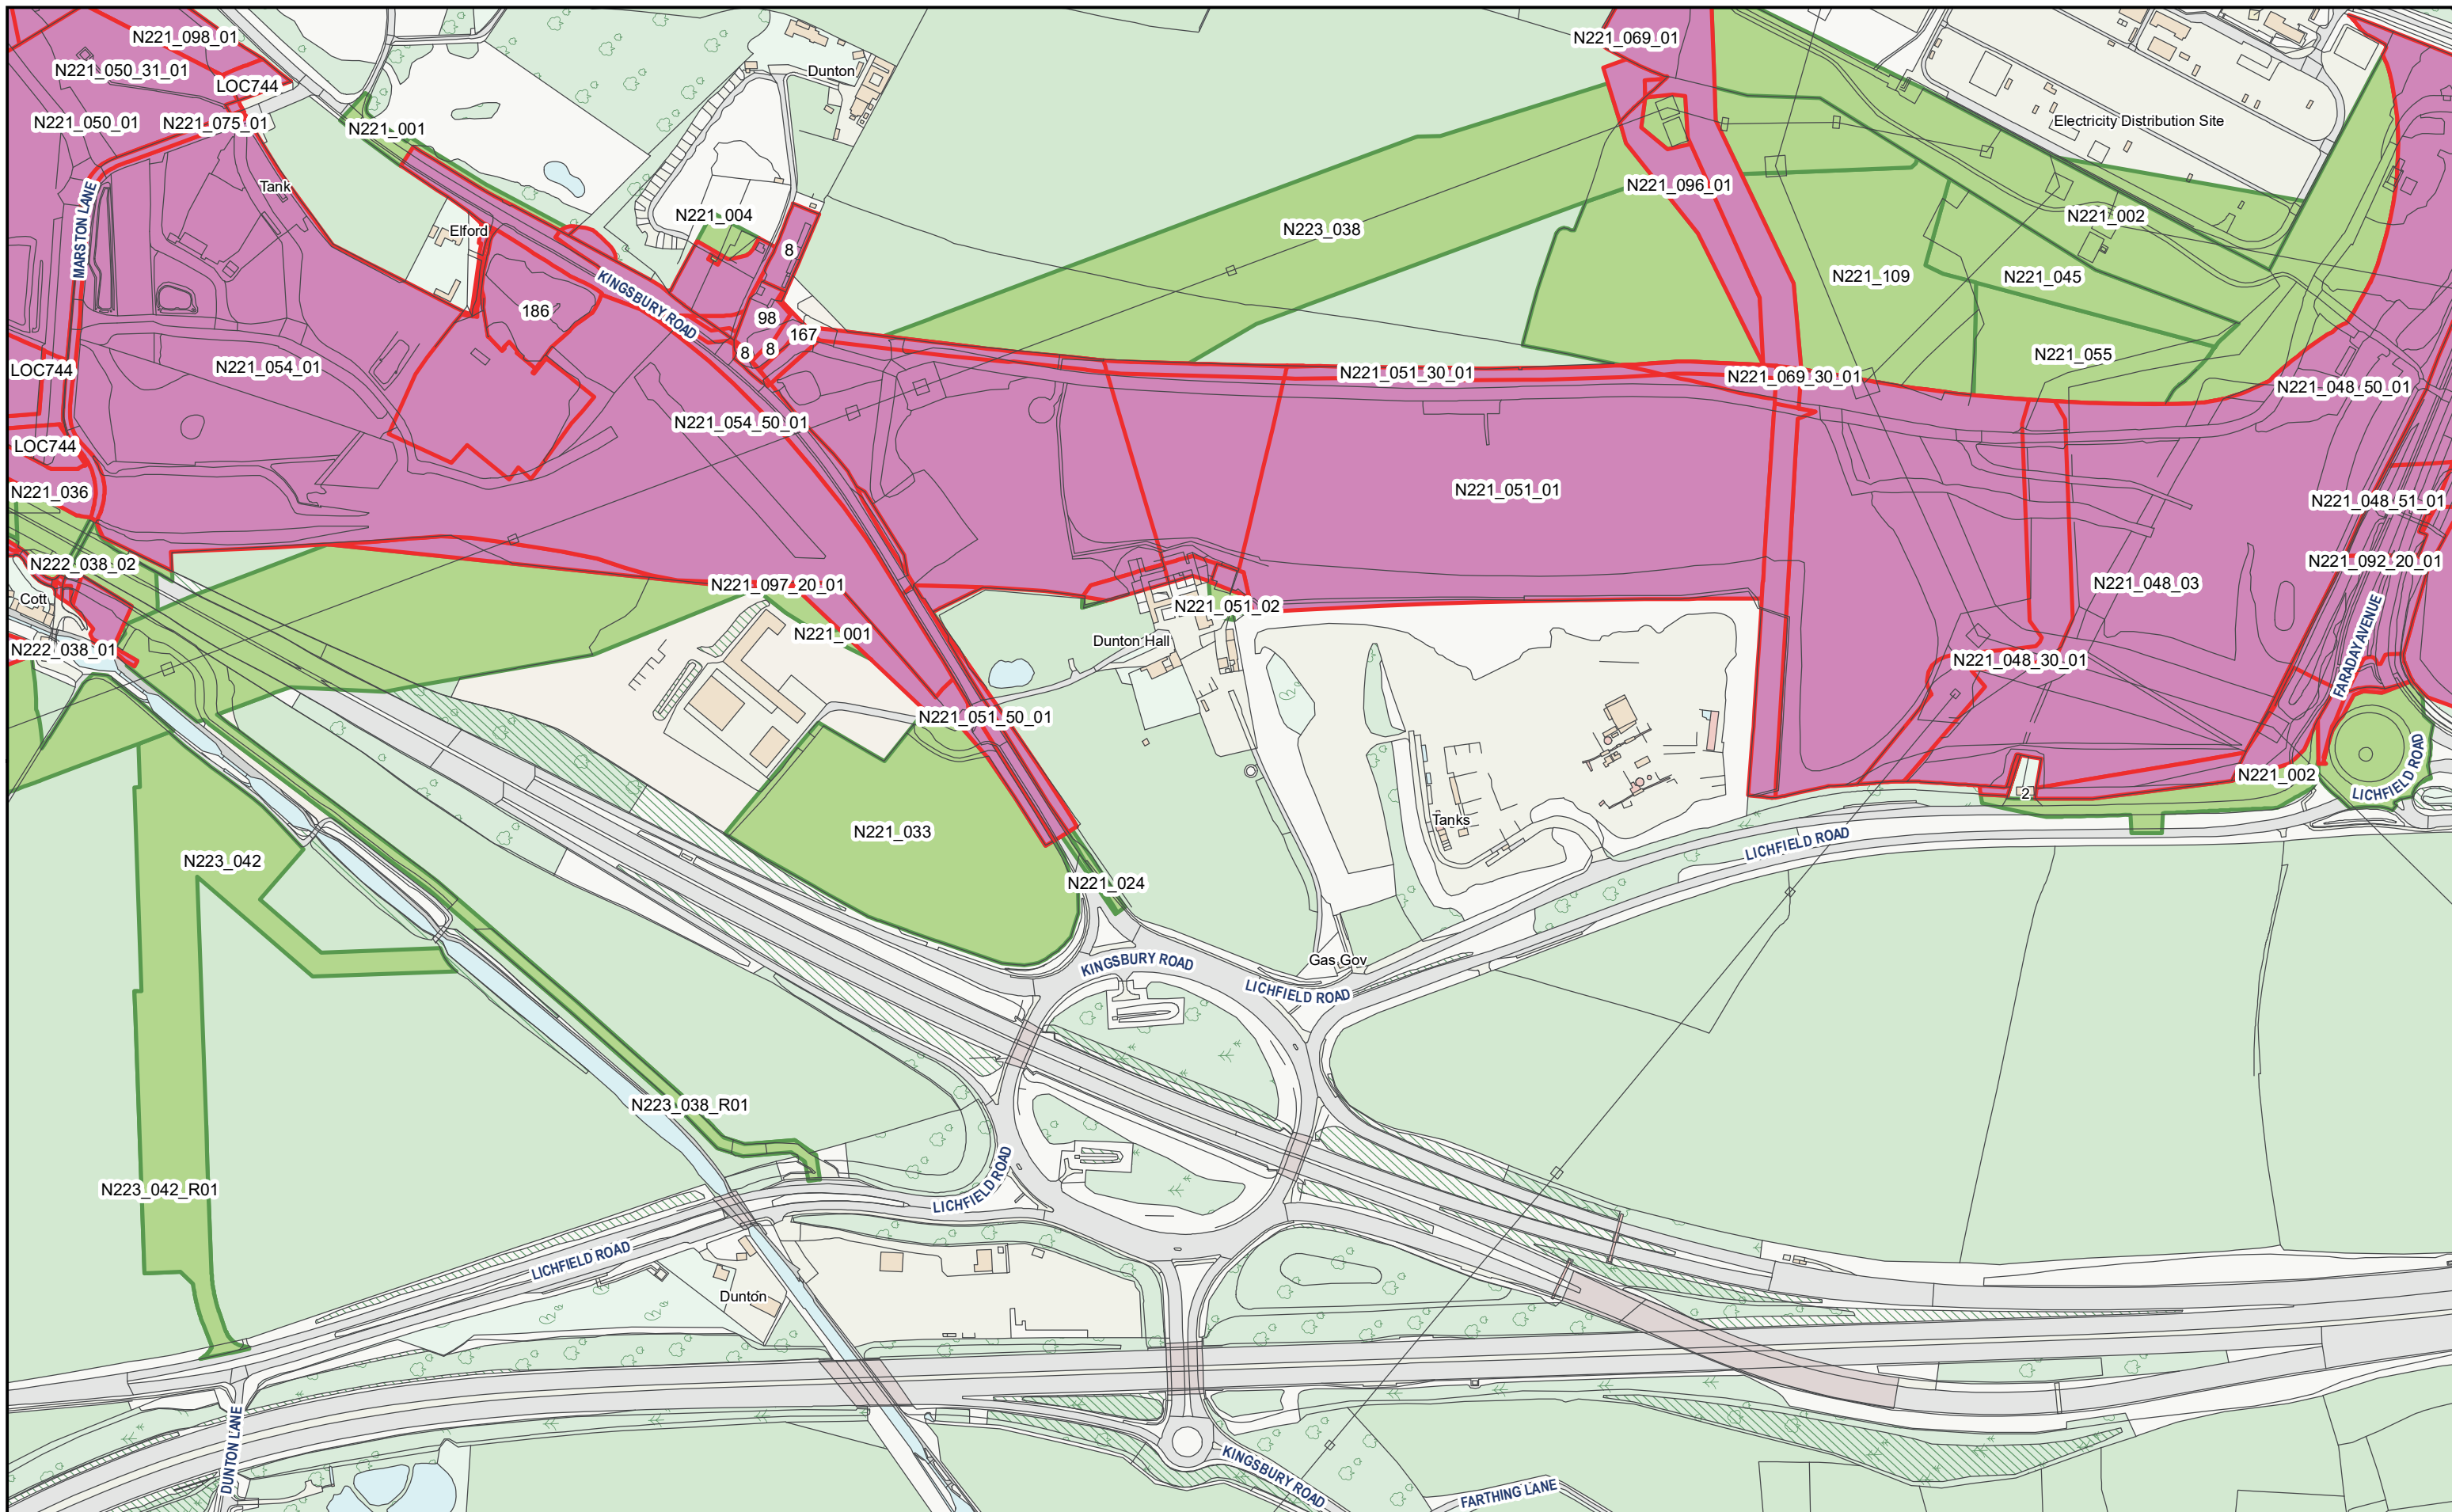 N221_098_01
N221_069_01
N221_050_31_01
Dunton
LOC744
N221_050_01
N221_075_01
N221_001
Electricity Distribution Site
Tank
N221_096_01
MARSTON LANE
N221_004
N221_002
Elford
N223_038
8
N221_109
N221_045
KINGSBURY ROAD
186
98
167
8
8
N221_055
LOC744
N221_054_01
N221_051_30_01
N221_069_30_01
N221_048_50_01
N221_054_50_01
LOC744
N221_036
N221_051_01
N221_048_51_01
N222_038_02
N221_092_20_01
N221_097_20_01
N221_048_03
Cott
N221_051_02
N221_001
Dunton Hall
FARADAY AVENUE
N222_038_01
N221_048_30_01
N221_051_50_01
LICHFIELD ROAD
N221_002
2
N221_033
Tanks
LICHFIELD ROAD
N223_042
N221_024
KINGSBURY ROAD
Gas Gov
LICHFIELD ROAD
N223_038_R01
N223_042_R01
LICHFIELD ROAD
LICHFIELD ROAD
Dunton
DUNTON LANE
KINGSBURY ROAD
FARTHING LANE